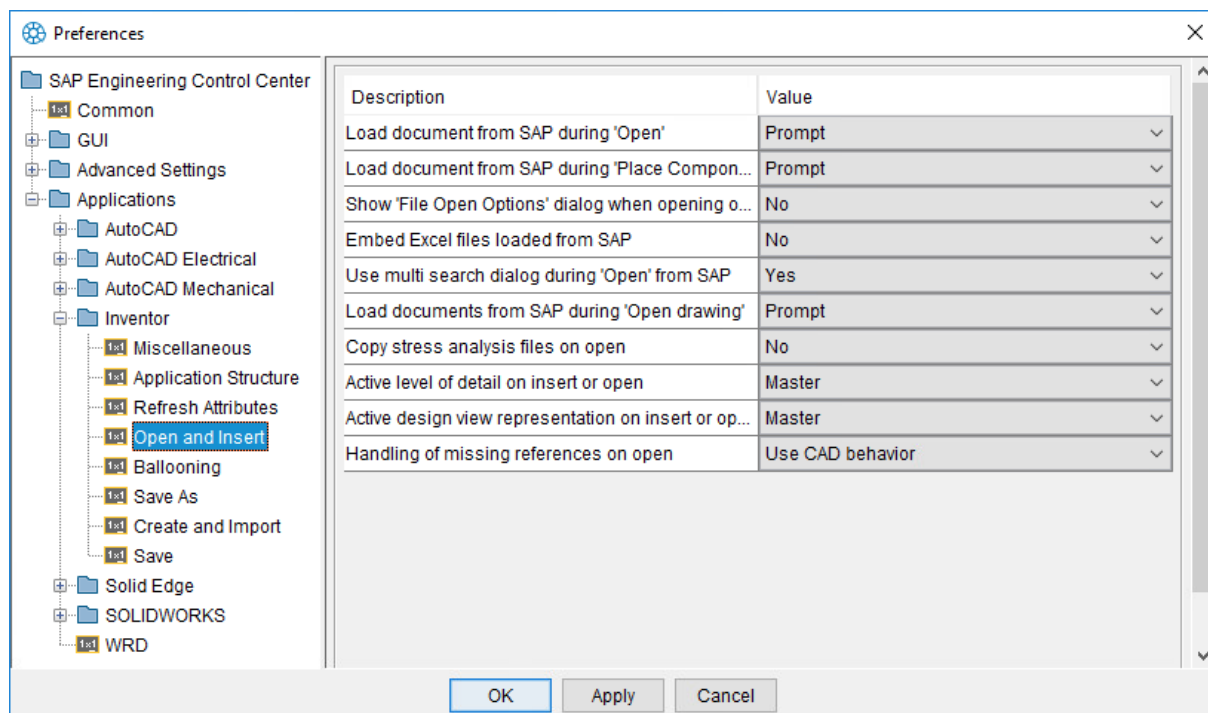 Preferences
SAP Engineering Control Center
Common
GUI
Advanced Settings
Applications
AutoCAD
AutoCAD Electrical
AutoCAD Mechanical
Inventor
Miscellaneous
Application Structure
Refresh Attributes
Open and Insert
Ballooning
Save As
Create and Import
Save
Solid Edge
SOLIDWORKS
WRD
Description Value
Load document from SAP during 'Open' Prompt
Load document from SAP during 'Place Compon... Prompt
Show 'File Open Options' dialog when opening o... No
Embed Excel files loaded from SAP No
Use multi search dialog during 'Open' from SAP Yes
Load documents from SAP during 'Open drawing' Prompt
Copy stress analysis files on open No
Active level of detail on insert or open Master
Active design view representation on insert or op... Master
Handling of missing references on open Use CAD behavior
OK Apply Cancel